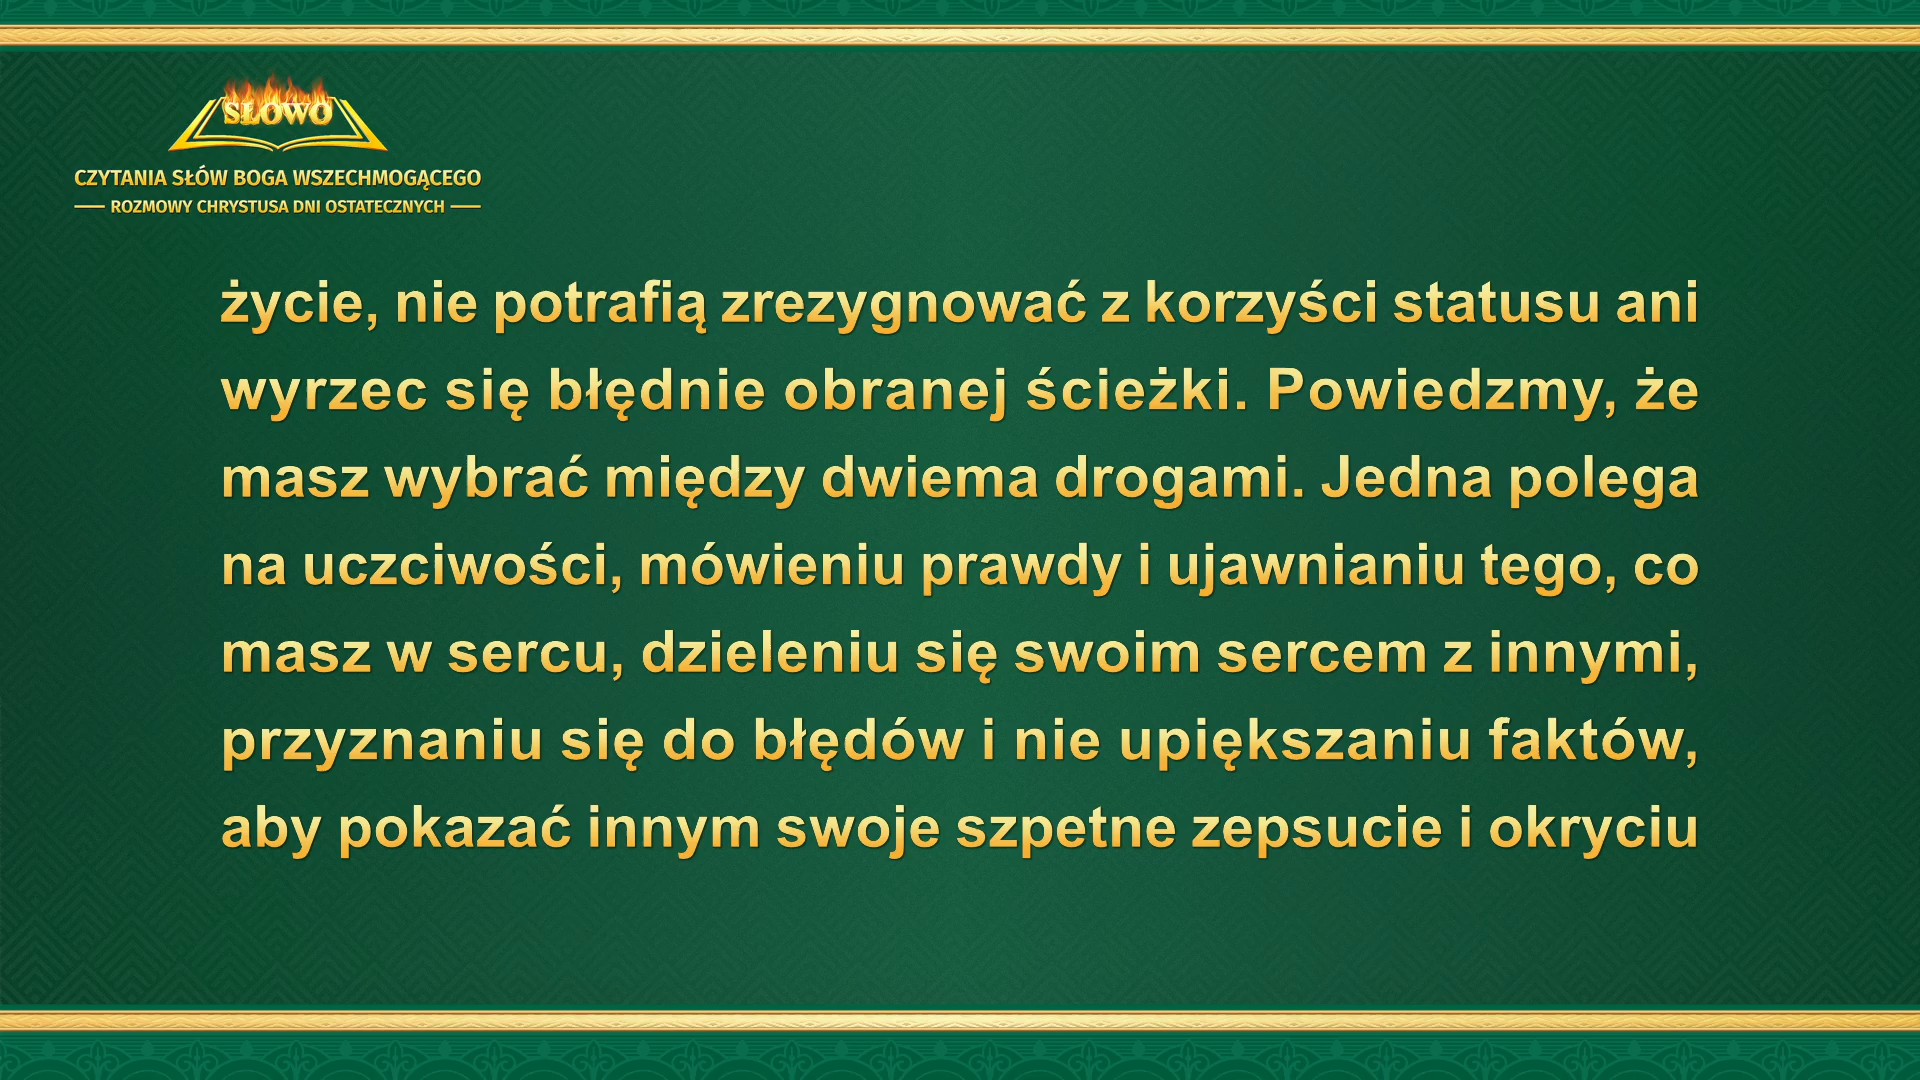 SŁOWO
CZYTANIA SŁÓW BOGA WSZECHMOGĄCEGO
ROZMOWY CHRYSTUSA DNI OSTATECZNYCH
życie, nie potrafią zrezygnować z korzyści statusu ani
wyrzec się błędnie obranej ścieżki. Powiedzmy, że
masz wybrać między dwiema drogami. Jedna polega
na uczciwości, mówieniu prawdy i ujawnianiu tego, co
masz w sercu, dzieleniu się swoim sercem z innymi,
przyznaniu się do błędów i nie upiększaniu faktów,
aby pokazać innym swoje szpetne zepsucie i okryciu